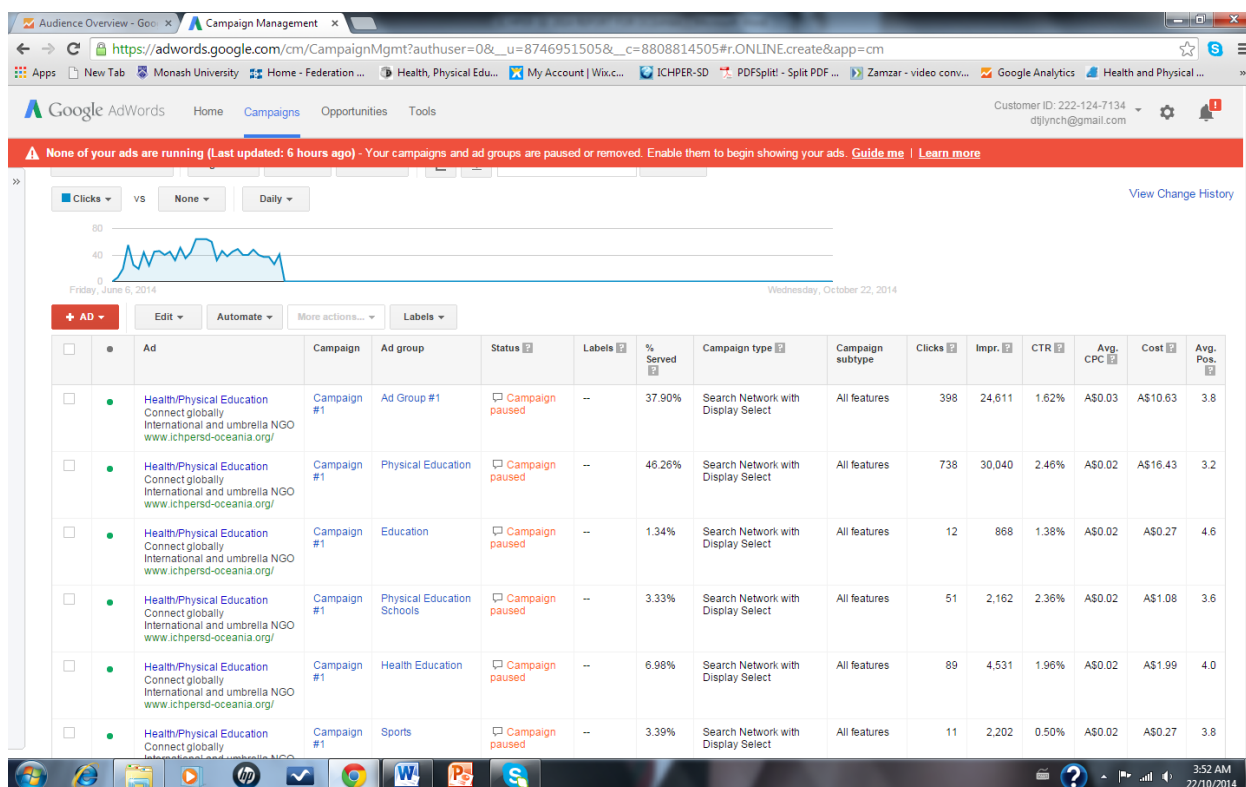 Audience Overview - Goo
Campaign Management
https://adwords.google.com/cm/CampaignMgmt?authuser=0&__u=8746951505&__c=8808814505#r.ONLINE.create&app=cm
Apps New Tab Monash University Home - Federation ... Health, Physical Edu... My Account | Wix.c... ICHPER-SD PDFSplit! - Split PDF ... Zamzar - video conv... Google Analytics Health and Physical ... »
Google AdWords Home Campaigns Opportunities Tools
Customer ID: 222-124-7134
dtjlynch@gmail.com
None of your ads are running (Last updated: 6 hours ago) - Your campaigns and ad groups are paused or removed. Enable them to begin showing your ads. Guide me | Learn more
Clicks VS None Daily View Change History
80
40
0
Friday, June 6, 2014 Wednesday, October 22, 2014
+ AD Edit Automate More actions... Labels
Ad Campaign Ad group Status ? Labels ? % Served ? Campaign type ? Campaign subtype Clicks ? Impr. ? CTR ? Avg. CPC ? Cost ? Avg. Pos. ?
Health/Physical Education Campaign Ad Group #1 Campaign -- 37.90% Search Network with All features 398 24,611 1.62% A$0.03 A$10.63 3.8
Connect globally #1 paused Display Select
International and umbrella NGO
www.ichpersd-oceania.org/
Health/Physical Education Campaign Physical Education Campaign -- 46.26% Search Network with All features 738 30,040 2.46% A$0.02 A$16.43 3.2
Connect globally #1 paused Display Select
International and umbrella NGO
www.ichpersd-oceania.org/
Health/Physical Education Campaign Education Campaign -- 1.34% Search Network with All features 12 868 1.38% A$0.02 A$0.27 4.6
Connect globally #1 paused Display Select
International and umbrella NGO
www.ichpersd-oceania.org/
Health/Physical Education Campaign Physical Education Campaign -- 3.33% Search Network with All features 51 2,162 2.36% A$0.02 A$1.08 3.6
Connect globally #1 Schools paused Display Select
International and umbrella NGO
www.ichpersd-oceania.org/
Health/Physical Education Campaign Health Education Campaign -- 6.98% Search Network with All features 89 4,531 1.96% A$0.02 A$1.99 4.0
Connect globally #1 paused Display Select
International and umbrella NGO
www.ichpersd-oceania.org/
Health/Physical Education Campaign Sports Campaign -- 3.39% Search Network with All features 11 2,202 0.50% A$0.02 A$0.27 3.8
Connect globally #1 paused Display Select
3:52 AM
22/10/2014